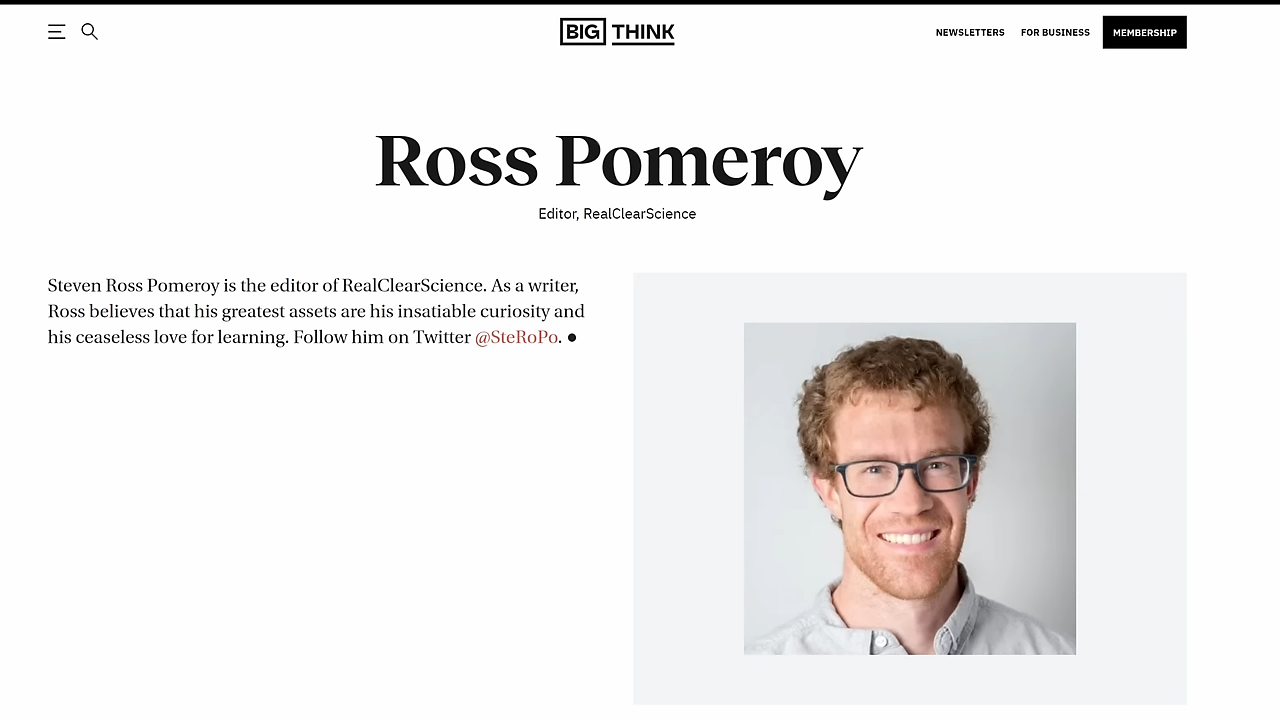 BIG THINK
NEWSLETTERS FOR BUSINESS MEMBERSHIP
Ross Pomeroy
Editor, RealClearScience
Steven Ross Pomeroy is the editor of RealClearScience. As a writer,
Ross believes that his greatest assets are his insatiable curiosity and
his ceaseless love for learning. Follow him on Twitter @SteRoPo. ●